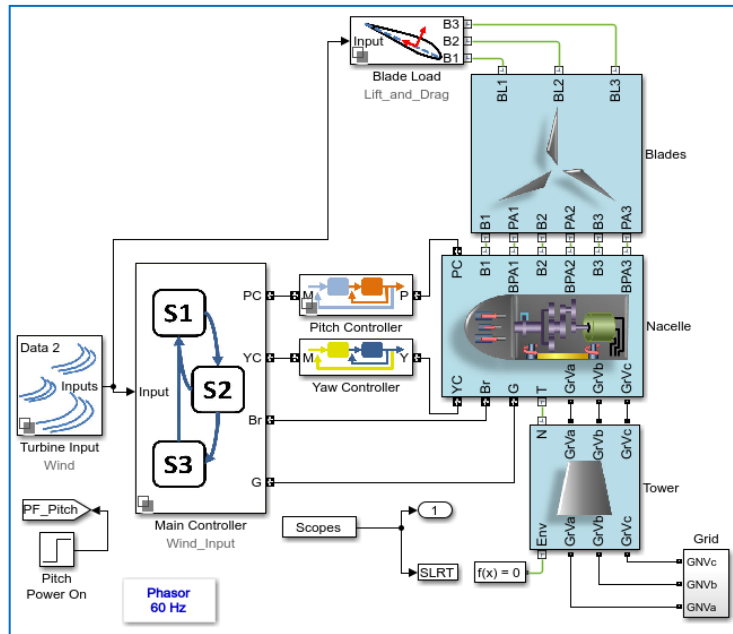 B3
Input
B2
B1
Blade Load
Lift_and_Drag
BL1
BL2
BL3
Blades
B1
PA1
B2
PA2
B3
PA3
PC
B1
BPA1
B2
BPA2
B3
BPA3
Nacelle
YC
Br
G
T
GrVa
GrVb
GrVc
PC
M
P
Pitch Controller
YC
M
Y
Yaw Controller
Data 2
Inputs
Turbine Input
Wind
Input
S1
S2
S3
Br
G
Main Controller
Wind_Input
N
GrVa
GrVb
GrVc
Tower
Env
GrVa
GrVb
GrVc
PF_Pitch
Pitch
Power On
Scopes
1
SLRT
f(x) = 0
Grid
GNVc
GNVb
GNVa
Phasor
60 Hz